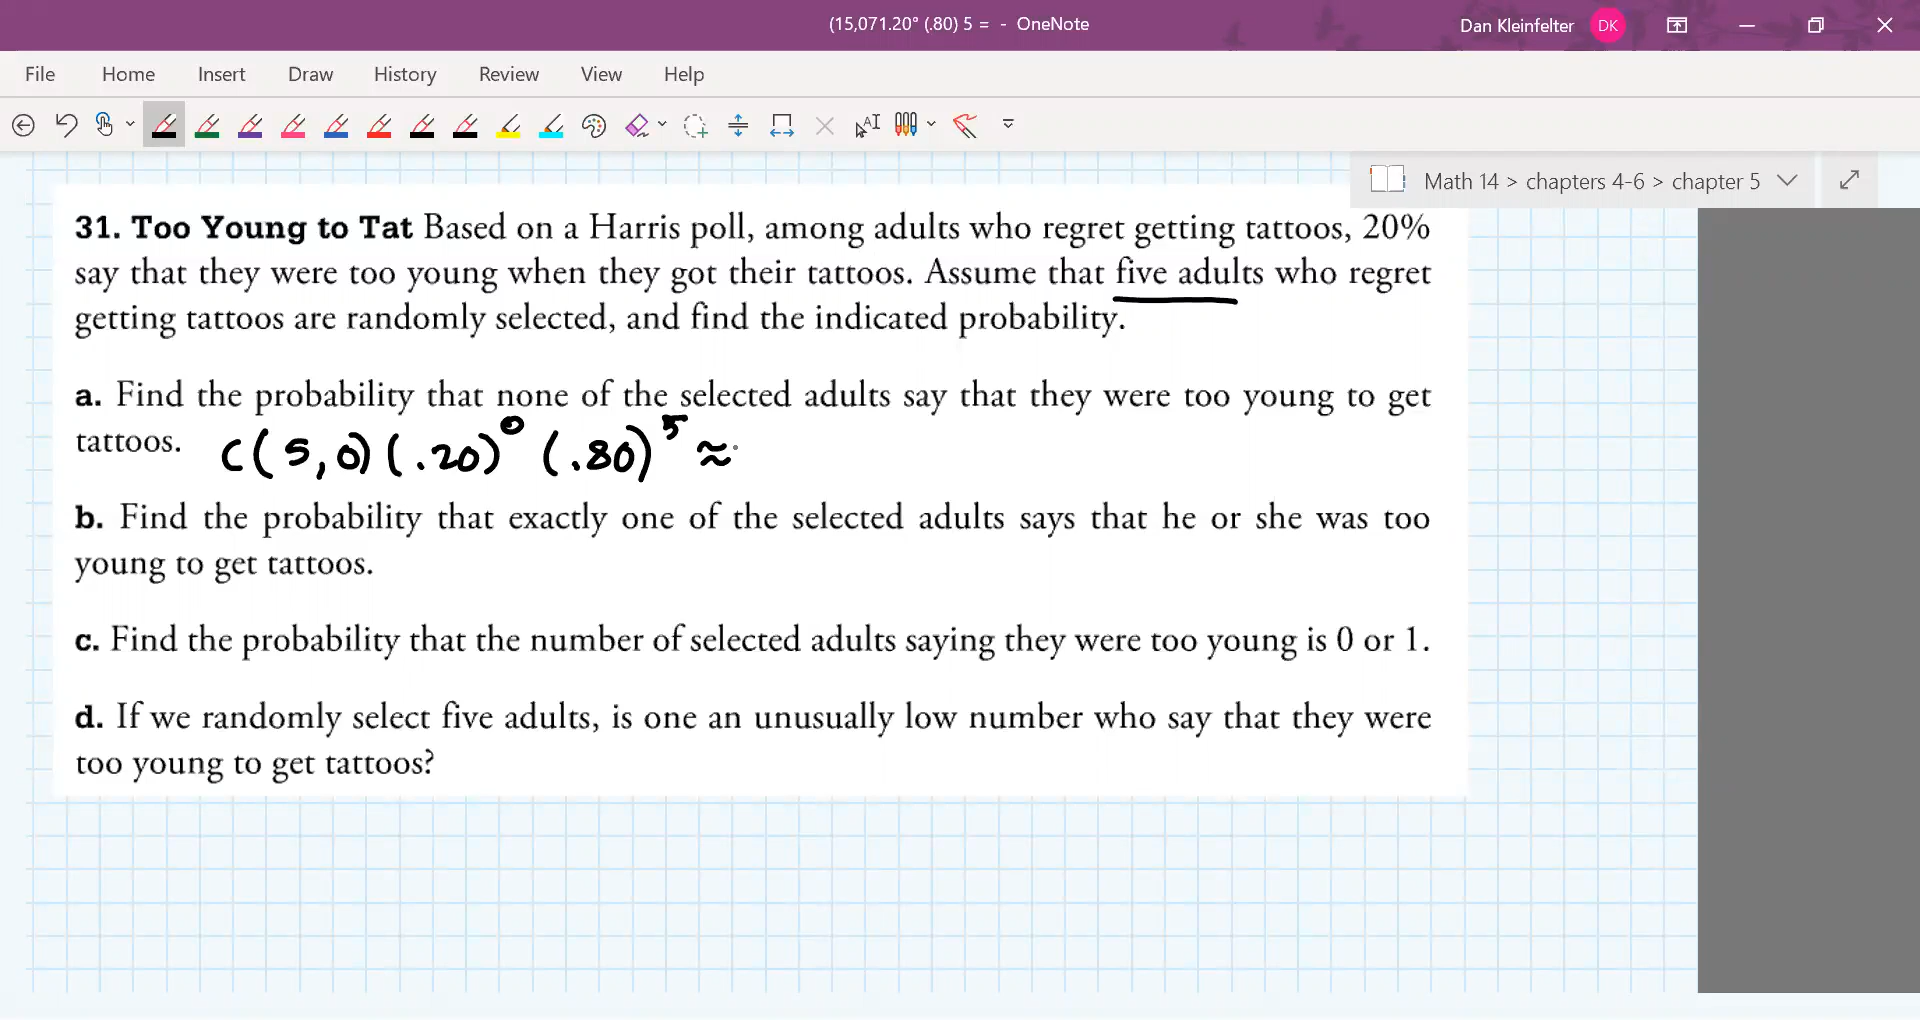 (15,071.20° (.80) 5 = - OneNote
Dan Kleinfelter DK
File Home Insert Draw History Review View Help
Math 14 > chapters 4-6 > chapter 5
31. Too Young to Tat Based on a Harris poll, among adults who regret getting tattoos, 20%
say that they were too young when they got their tattoos. Assume that five adults who regret
getting tattoos are randomly selected, and find the indicated probability.
a. Find the probability that none of the selected adults say that they were too young to get
tattoos. C(5,0)(.20)⁰(.80)⁵≈
b. Find the probability that exactly one of the selected adults says that he or she was too
young to get tattoos.
c. Find the probability that the number of selected adults saying they were too young is 0 or 1.
d. If we randomly select five adults, is one an unusually low number who say that they were
too young to get tattoos?